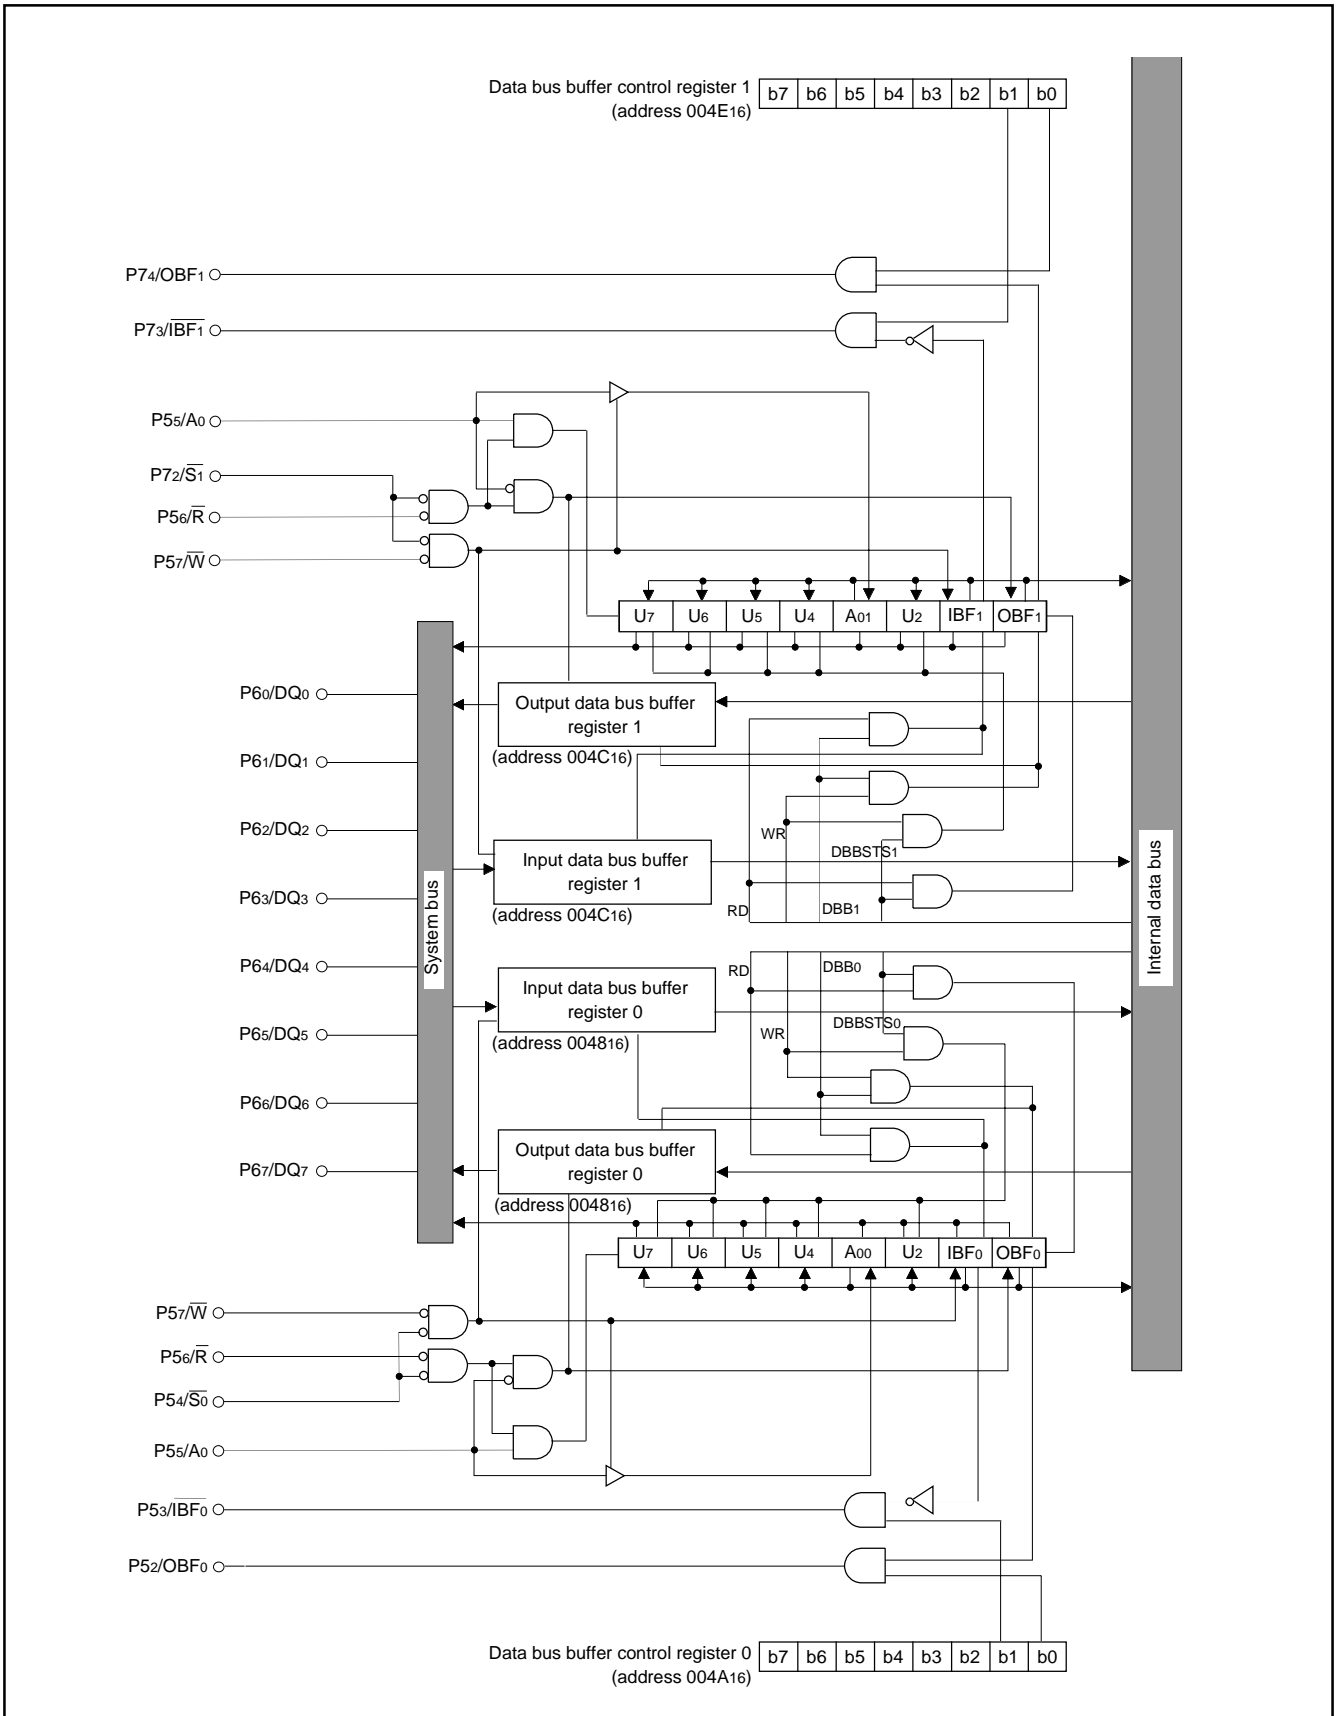 Data bus buffer control register 1
(address 004E16)
b7 b6 b5 b4 b3 b2 b1 b0
P74/OBF1
P73/IBF1
P55/A0
P72/S1
P56/R
P57/W
U7 U6 U5 U4 A01 U2 IBF1 OBF1
P60/DQ0
P61/DQ1
P62/DQ2
P63/DQ3
P64/DQ4
P65/DQ5
P66/DQ6
P67/DQ7
System bus
Output data bus buffer
register 1
(address 004C16)
Input data bus buffer
register 1
(address 004C16)
WR
DBBSTS1
RD
DBB1
Internal data bus
Input data bus buffer
register 0
(address 004816)
RD
DBB0
DBBSTS0
WR
Output data bus buffer
register 0
(address 004816)
U7 U6 U5 U4 A00 U2 IBF0 OBF0
P57/W
P56/R
P54/S0
P55/A0
P53/IBF0
P52/OBF0
Data bus buffer control register 0
(address 004A16)
b7 b6 b5 b4 b3 b2 b1 b0